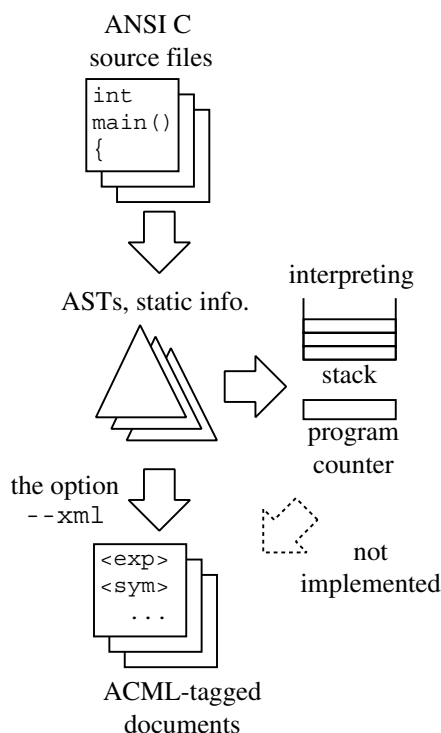 ANSI C
source files
int
main()
{
ASTs, static info.
interpreting
stack
program
counter
the option
--xml
not
implemented
<exp>
<sym>
...
ACML-tagged
documents